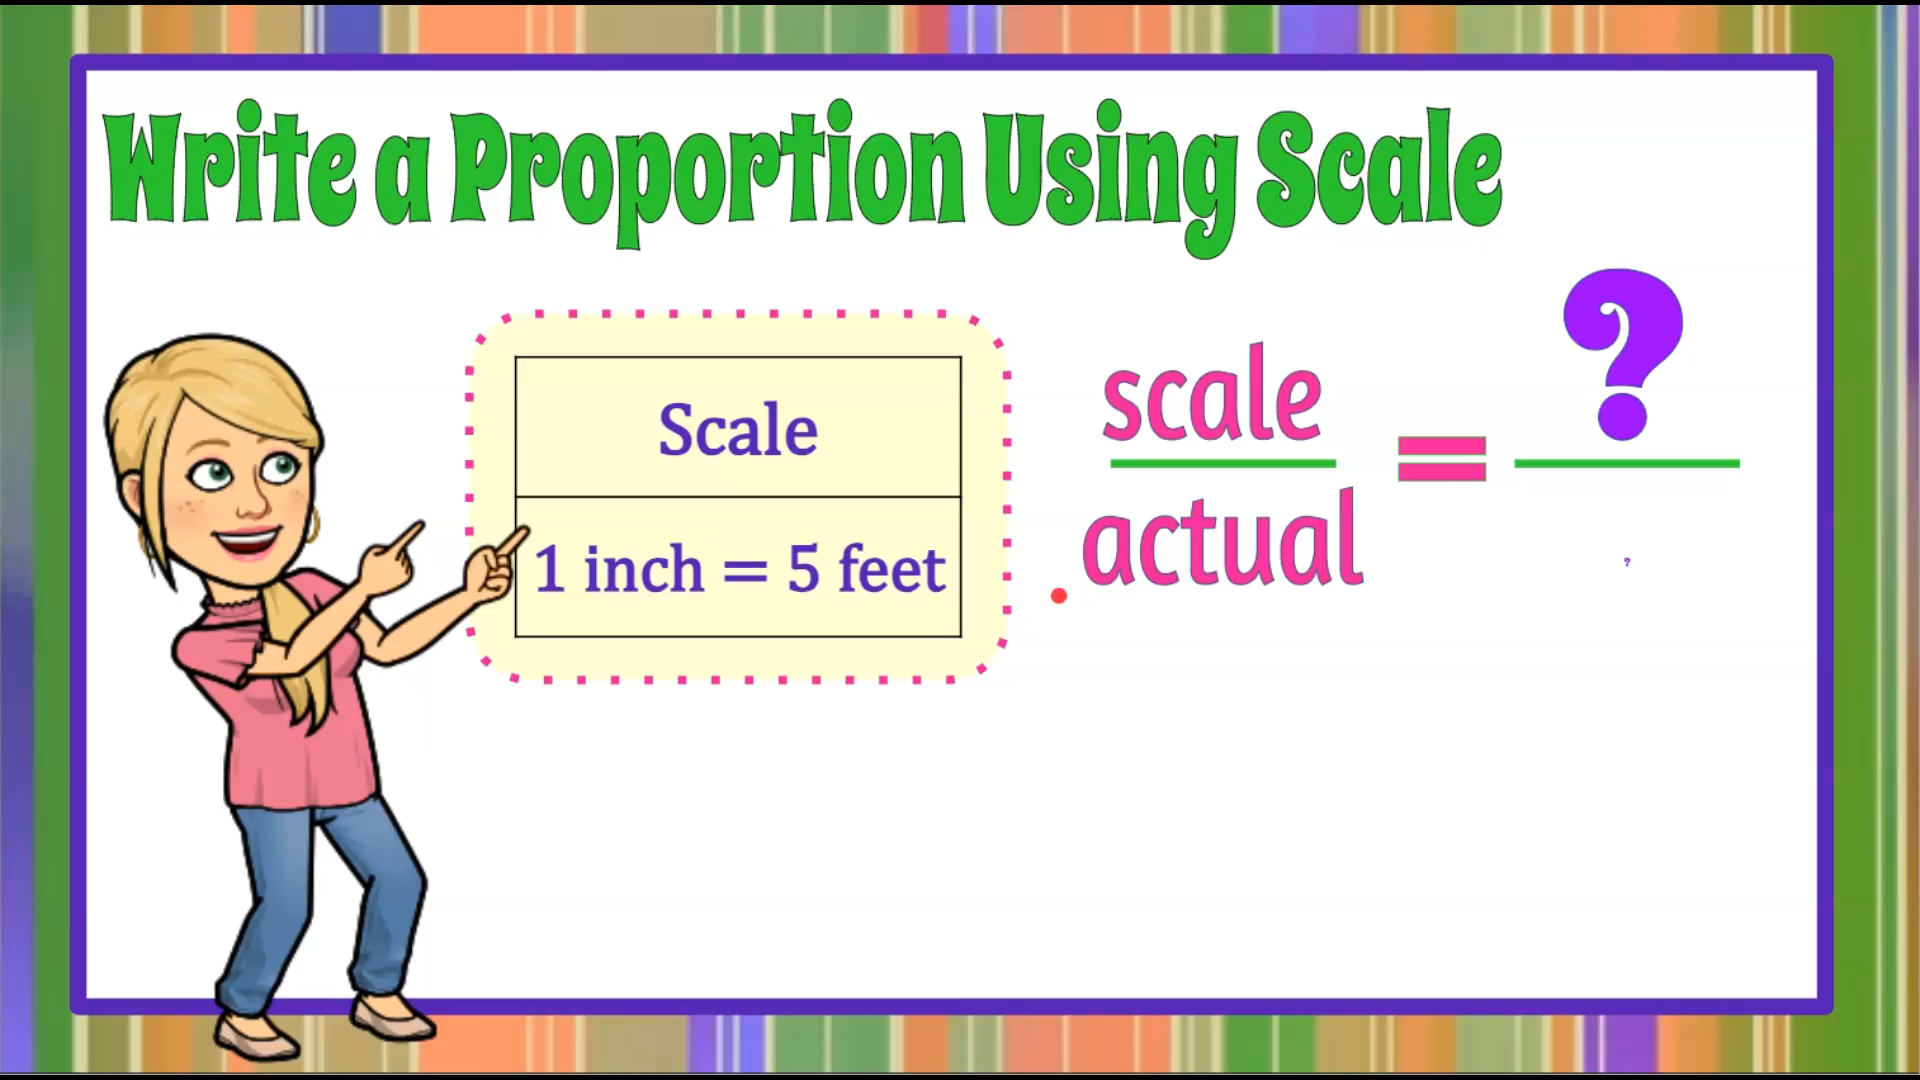 Write a Proportion Using Scale
Scale
1 inch = 5 feet
scale
actual
=
?
?